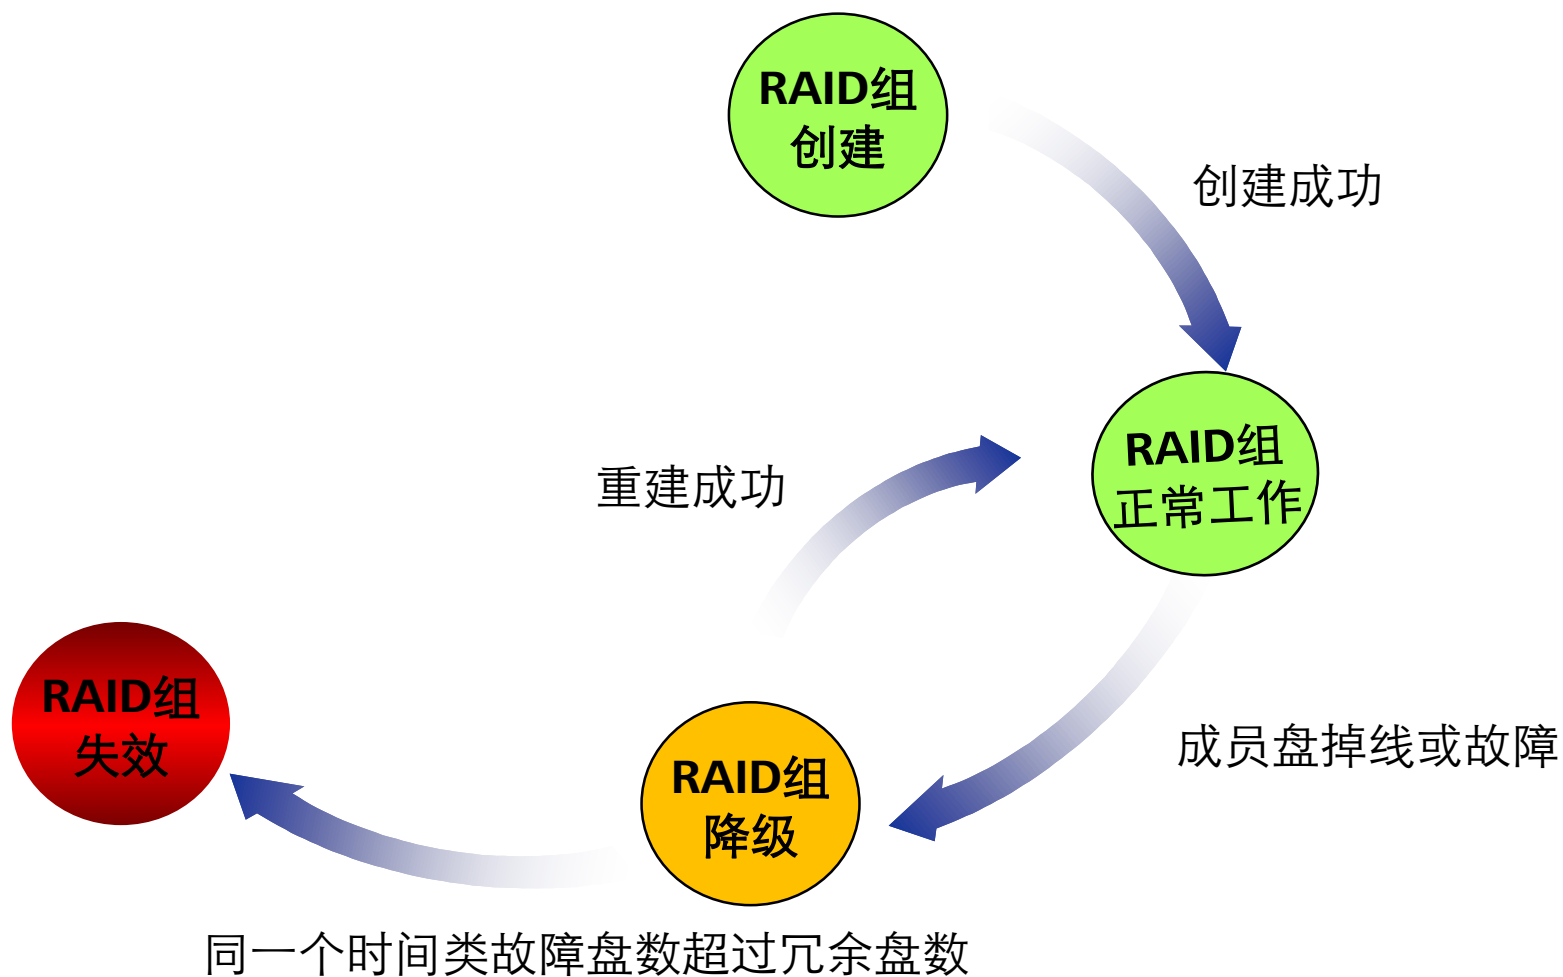 RAID组
创建
创建成功
RAID组
正常工作
重建成功
RAID组
失效
成员盘掉线或故障
RAID组
降级
同一个时间类故障盘数超过冗余盘数